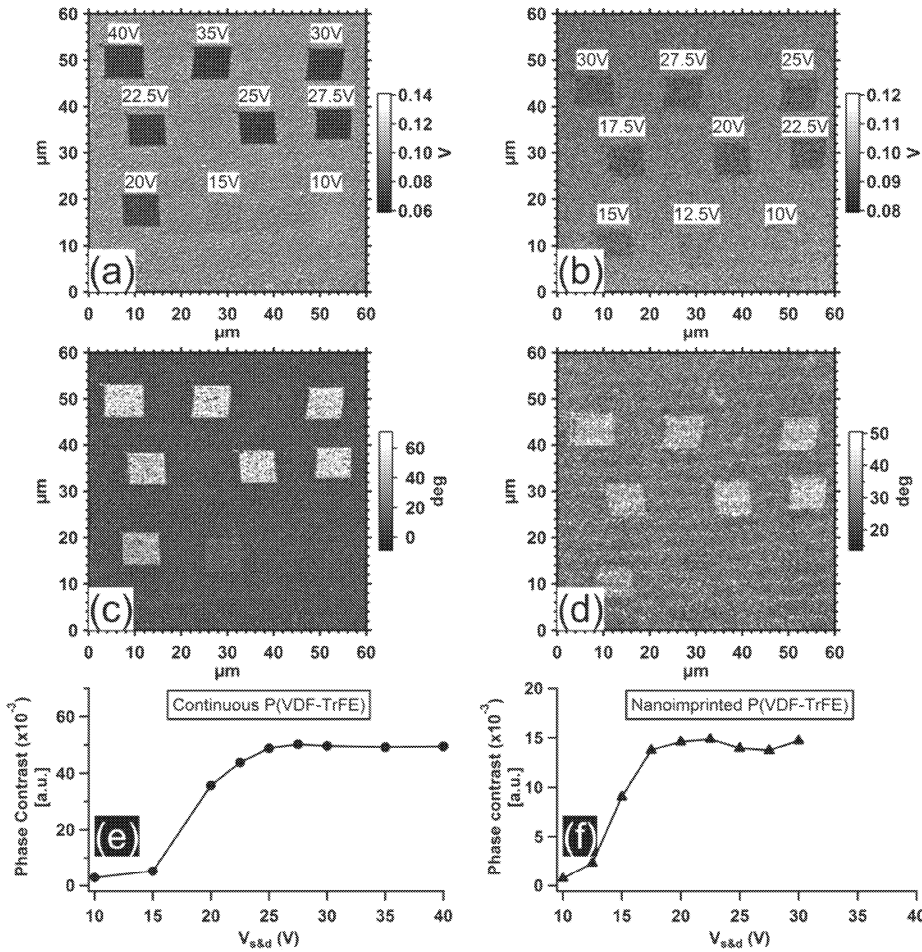 60
50
40
30
20
10
0
µm
40V 35V 30V
22.5V 25V 27.5V
20V 15V 10V
(a)
0 10 20 30 40 50 60
µm
0.14
0.12
0.10
0.08
0.06
V
60
50
40
30
20
10
0
µm
30V 27.5V 25V
17.5V 20V 22.5V
15V 12.5V 10V
(b)
0 10 20 30 40 50 60
µm
0.12
0.11
0.10
0.09
0.08
V
60
50
40
30
20
10
0
µm
(c)
0 10 20 30 40 50 60
µm
60
40
20
0
deg
60
50
40
30
20
10
0
µm
(d)
0 10 20 30 40 50 60
µm
50
40
30
20
deg
Phase Contrast (x10⁻³)
[a.u.]
60
40
20
0
Continuous P(VDF-TrFE)
(e)
10 15 20 25 30 35 40
Vs&d (V)
Phase contrast (x10⁻³)
[a.u.]
20
15
10
5
0
Nanoimprinted P(VDF-TrFE)
(f)
10 15 20 25 30 35 40
Vs&d (V)